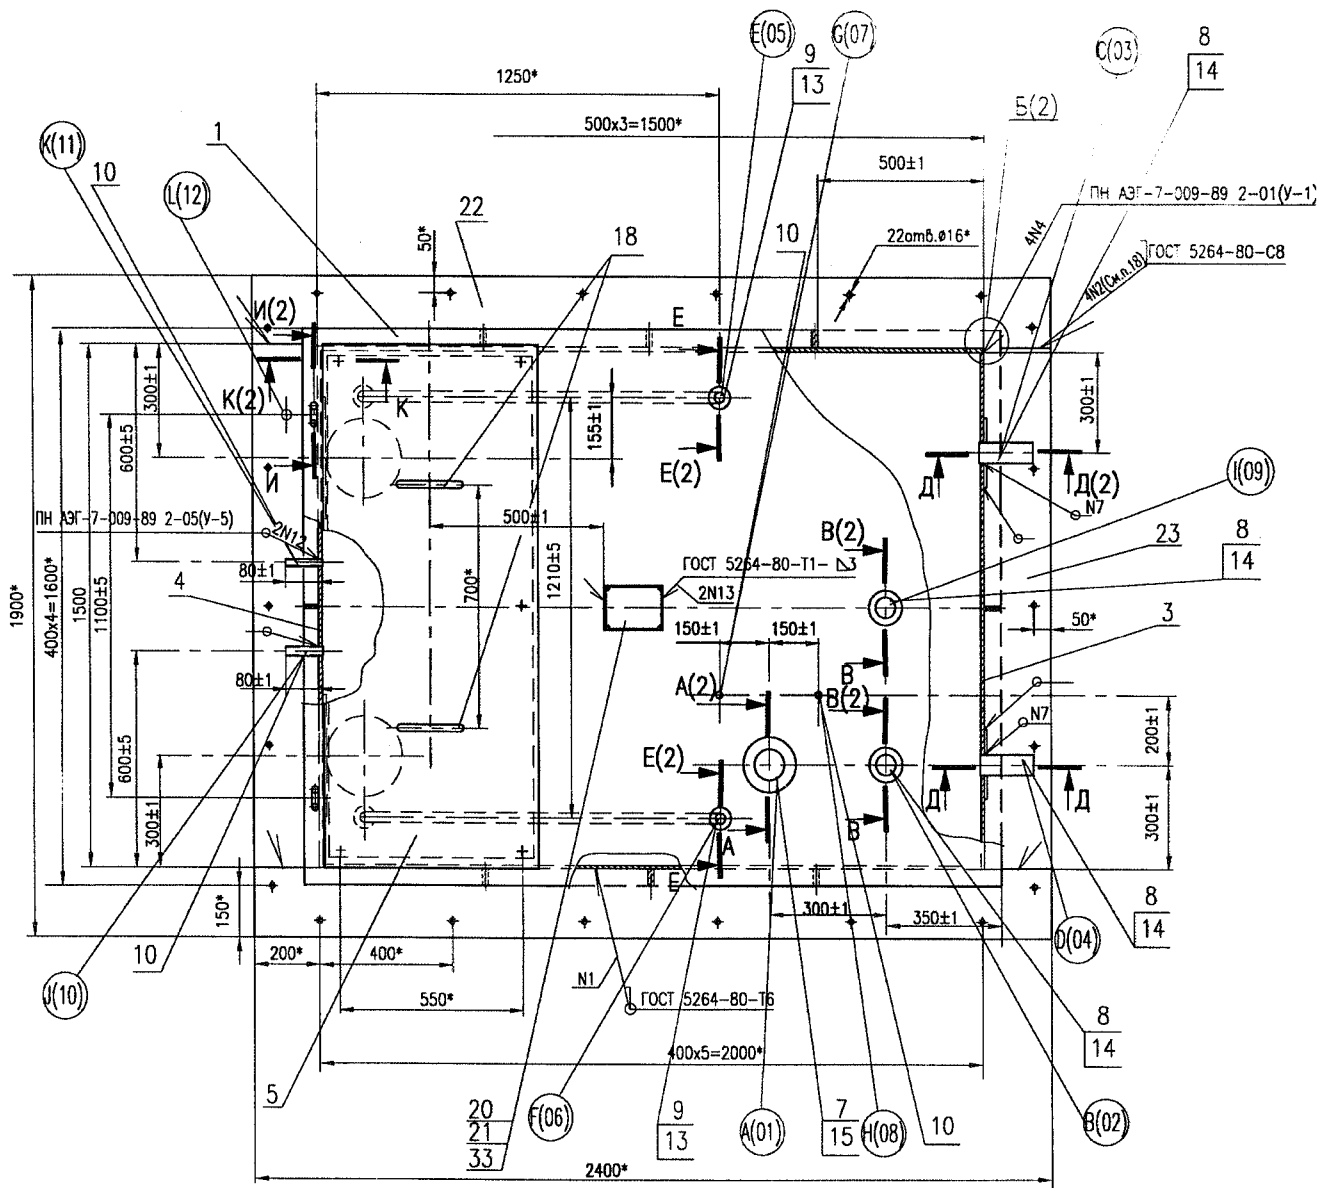 E(05)
G(07)
C(03)
8
14
9
13
1250*
500x3=1500*
Б(2)
K(11)
1
500±1
10
L(12)
22
18
10
ПН АЭГ-7-009-89 2-01(У-1)
4N4
50*
22отв.ø16*
4N2(См.п.18)
ГОСТ 5264-80-С8
И(2)
Е
К(2)
К
300±1
155±1
300±1
600±5
И
Е(2)
Д
Д(2)
I(09)
ПН АЭГ-7-009-89 2-05(У-5)
2N12
500±1
В(2)
N7
23
8
14
1900*
400x4=1600*
1500
1100±5
80±1
4
700*
1210±5
ГОСТ 5264-80-Т1-◺3
2N13
150±1
150±1
50*
3
В
80±1
А(2)
В(2)
N7
200±1
600±5
Е(2)
Д
Д
300±1
300±1
А
В
Е
150*
300±1
350±1
8
14
D(04)
10
200*
400*
N1
J(10)
550*
ГОСТ 5264-80-Т6
8
14
400x5=2000*
5
20
21
33
F(06)
9
13
A(01)
7
15
H(08)
10
B(02)
2400*